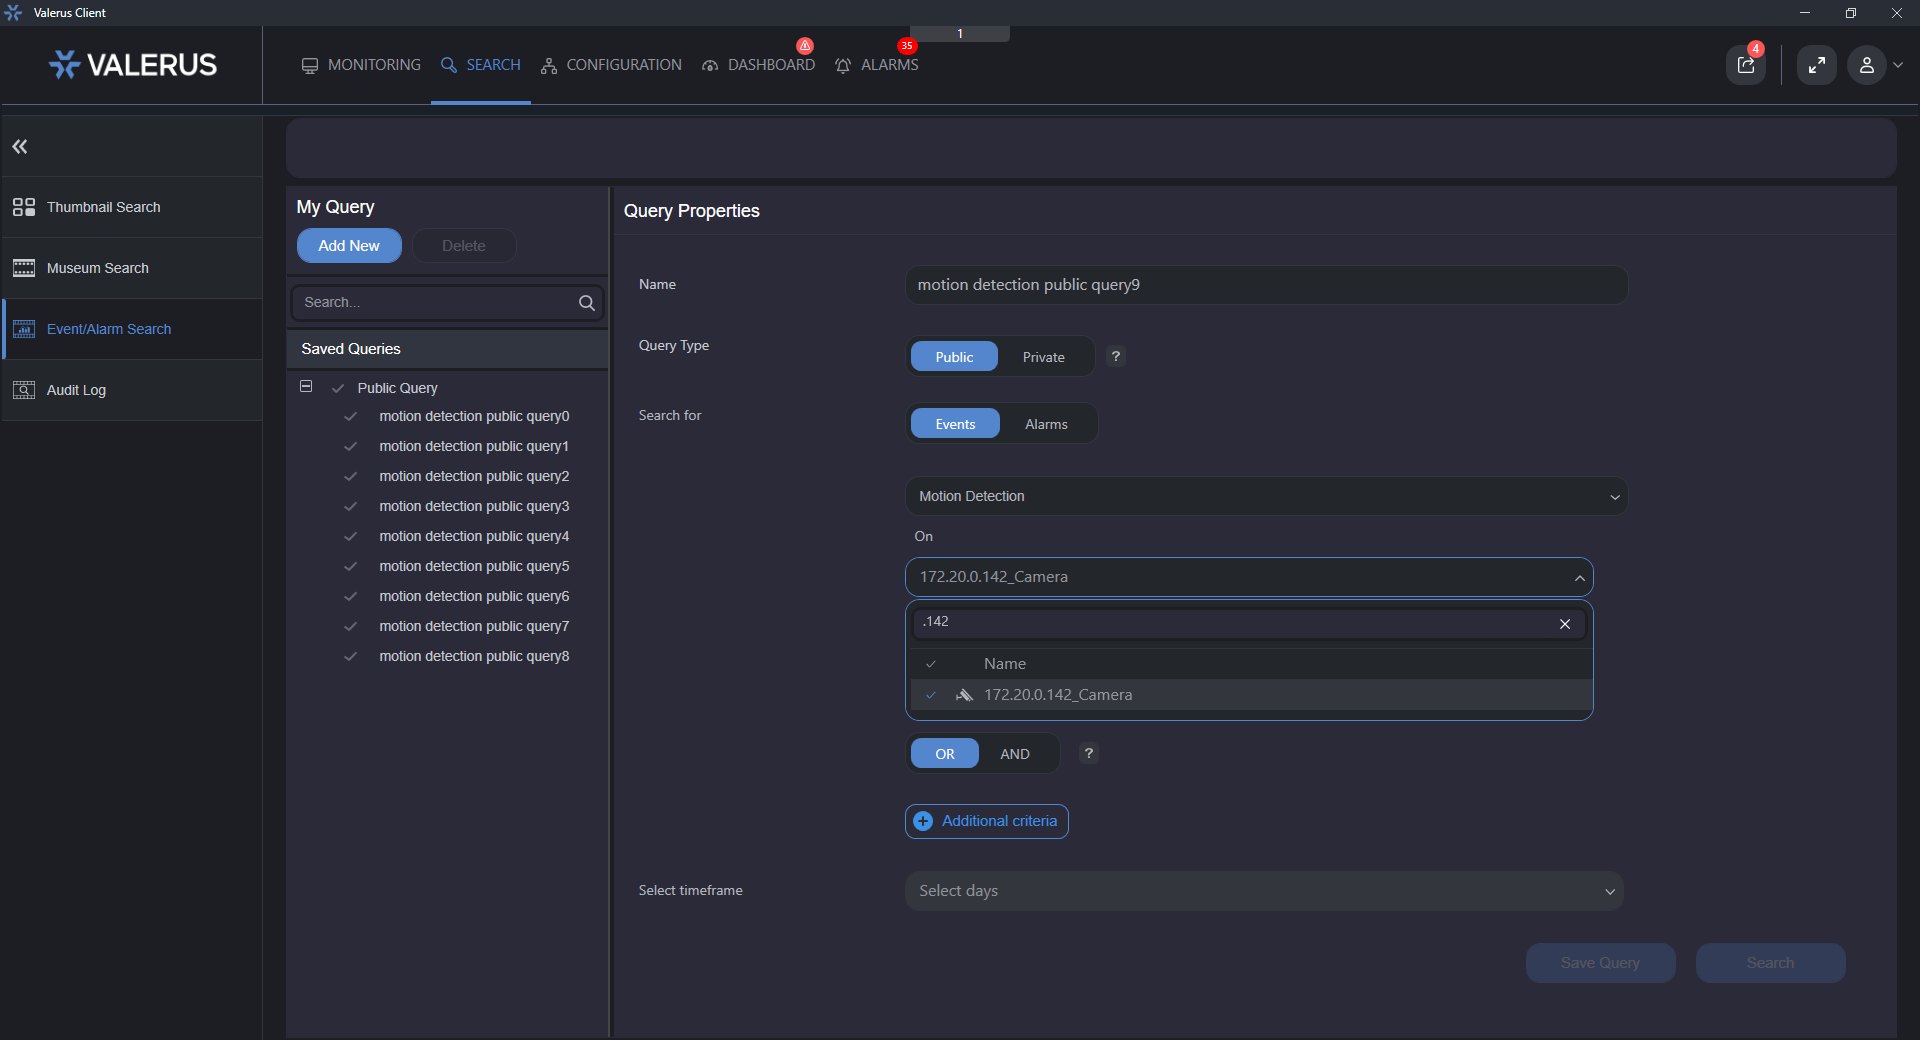 Valerus Client
1
VALERUS
MONITORING
SEARCH
CONFIGURATION
DASHBOARD
35
ALARMS
4
Thumbnail Search
Museum Search
Event/Alarm Search
Audit Log
My Query
Add New
Delete
Search...
Saved Queries
Public Query
motion detection public query0
motion detection public query1
motion detection public query2
motion detection public query3
motion detection public query4
motion detection public query5
motion detection public query6
motion detection public query7
motion detection public query8
Query Properties
Name
motion detection public query9
Query Type
Public
Private
?
Search for
Events
Alarms
Motion Detection
On
172.20.0.142_Camera
.142
Name
172.20.0.142_Camera
OR
AND
?
Additional criteria
Select timeframe
Select days
Save Query
Search